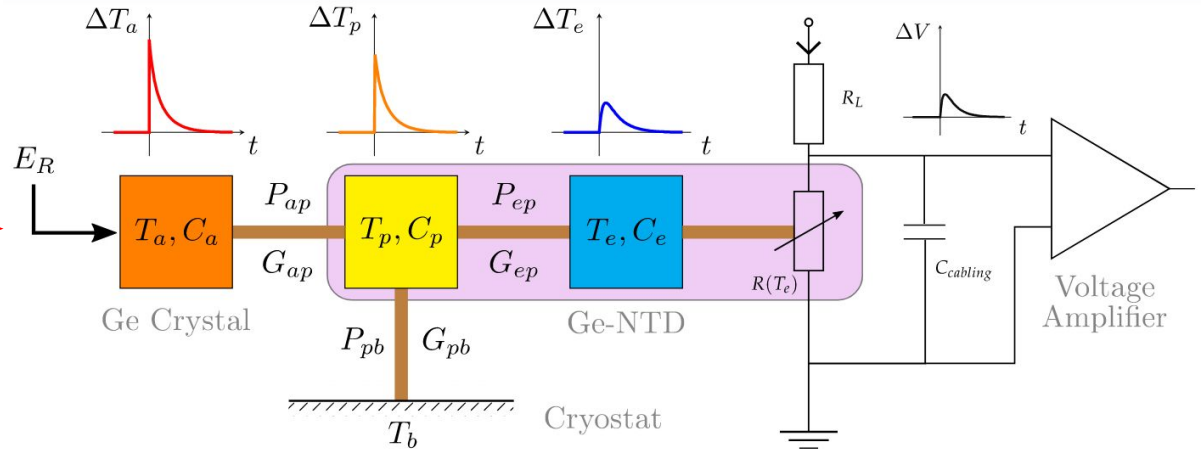 ΔT_a
ΔT_p
ΔT_e
ΔV
t
t
t
t
R_L
E_R
T_a, C_a
P_ap
G_ap
T_p, C_p
P_ep
G_ep
T_e, C_e
R(T_e)
C_cabling
Voltage
Amplifier
Ge Crystal
Ge-NTD
P_pb
G_pb
Cryostat
T_b